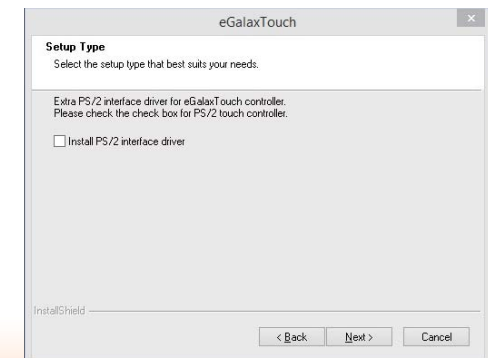 eGalaxTouch
Setup Type
Select the setup type that best suits your needs.
Extra PS/2 interface driver for eGalaxTouch controller.
Please check the check box for PS/2 touch controller.
Install PS/2 interface driver
InstallShield
< Back Next > Cancel